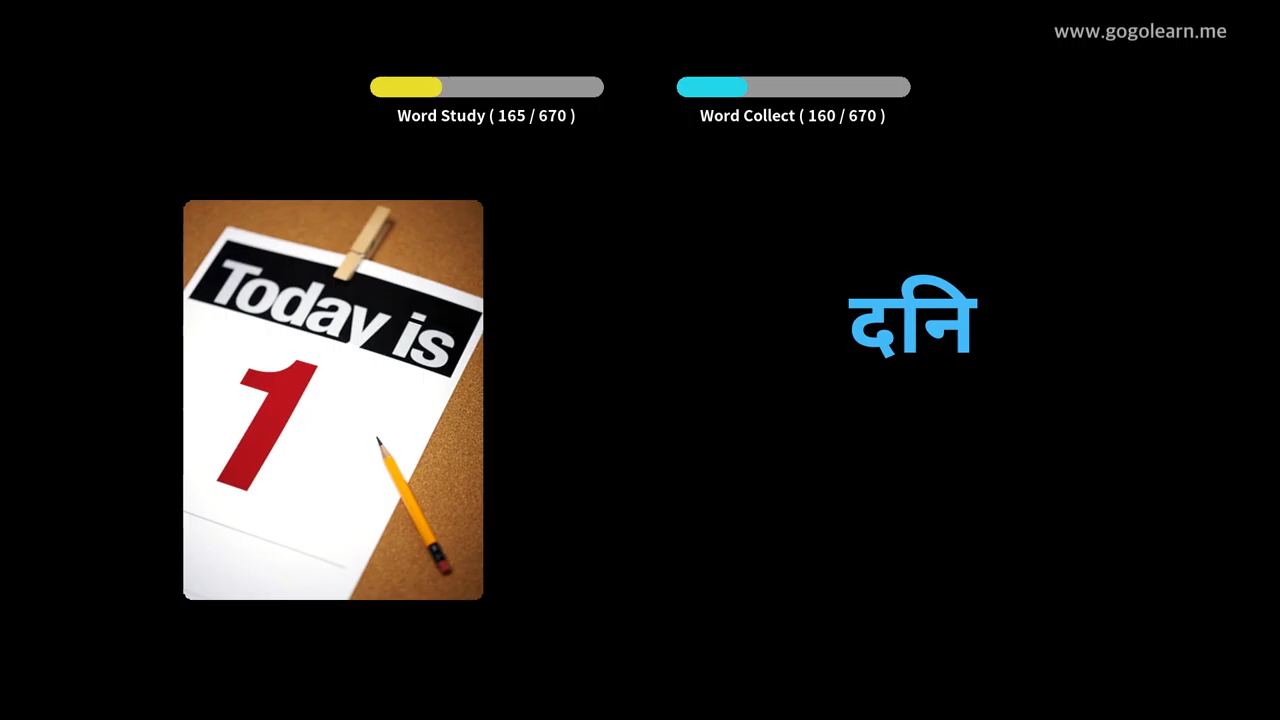 www.gogolearn.me
Word Study ( 165 / 670 )
Word Collect ( 160 / 670 )
Today is
1
दनि